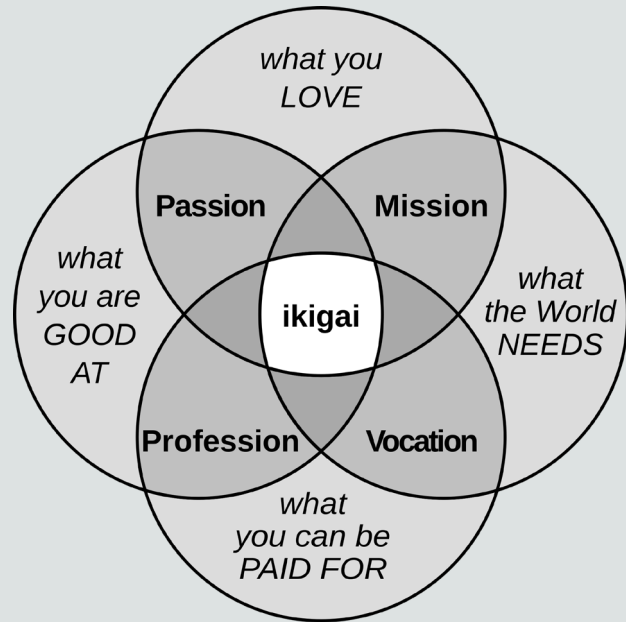 what you
LOVE
Passion
Mission
what
you are
GOOD
AT
ikigai
what
the World
NEEDS
Profession
Vocation
what
you can be
PAID FOR